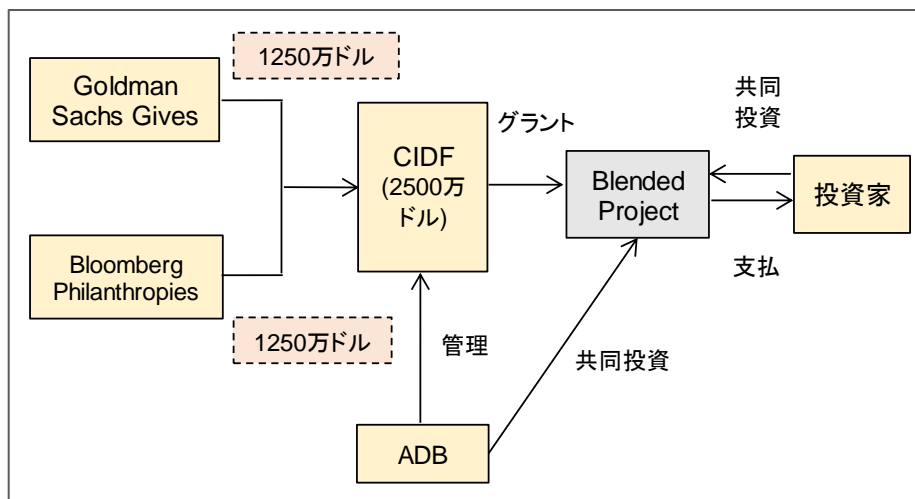 1250万ドル
Goldman
Sachs Gives
CIDF
(2500万
ドル)
グラント
Blended
Project
共同
投資
投資家
支払
Bloomberg
Philanthropies
1250万ドル
管理
共同投資
ADB